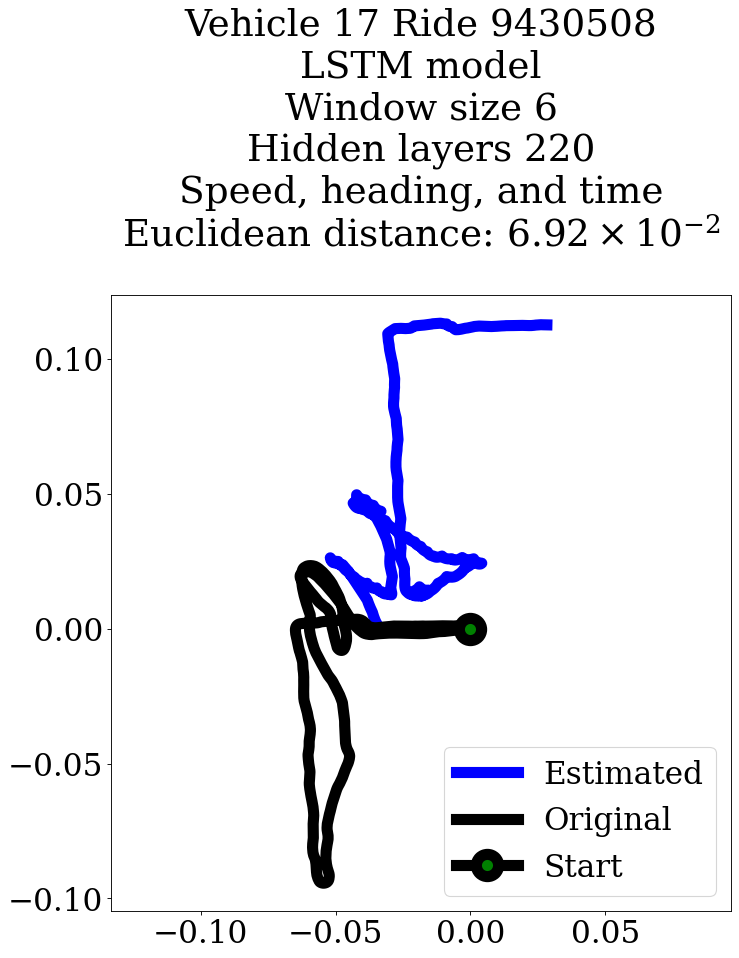 Vehicle 17 Ride 9430508
LSTM model
Window size 6
Hidden layers 220
Speed, heading, and time
Euclidean distance: 6.92 × 10⁻²
0.10
0.05
0.00
−0.05
−0.10
−0.10 −0.05 0.00 0.05
Estimated
Original
Start